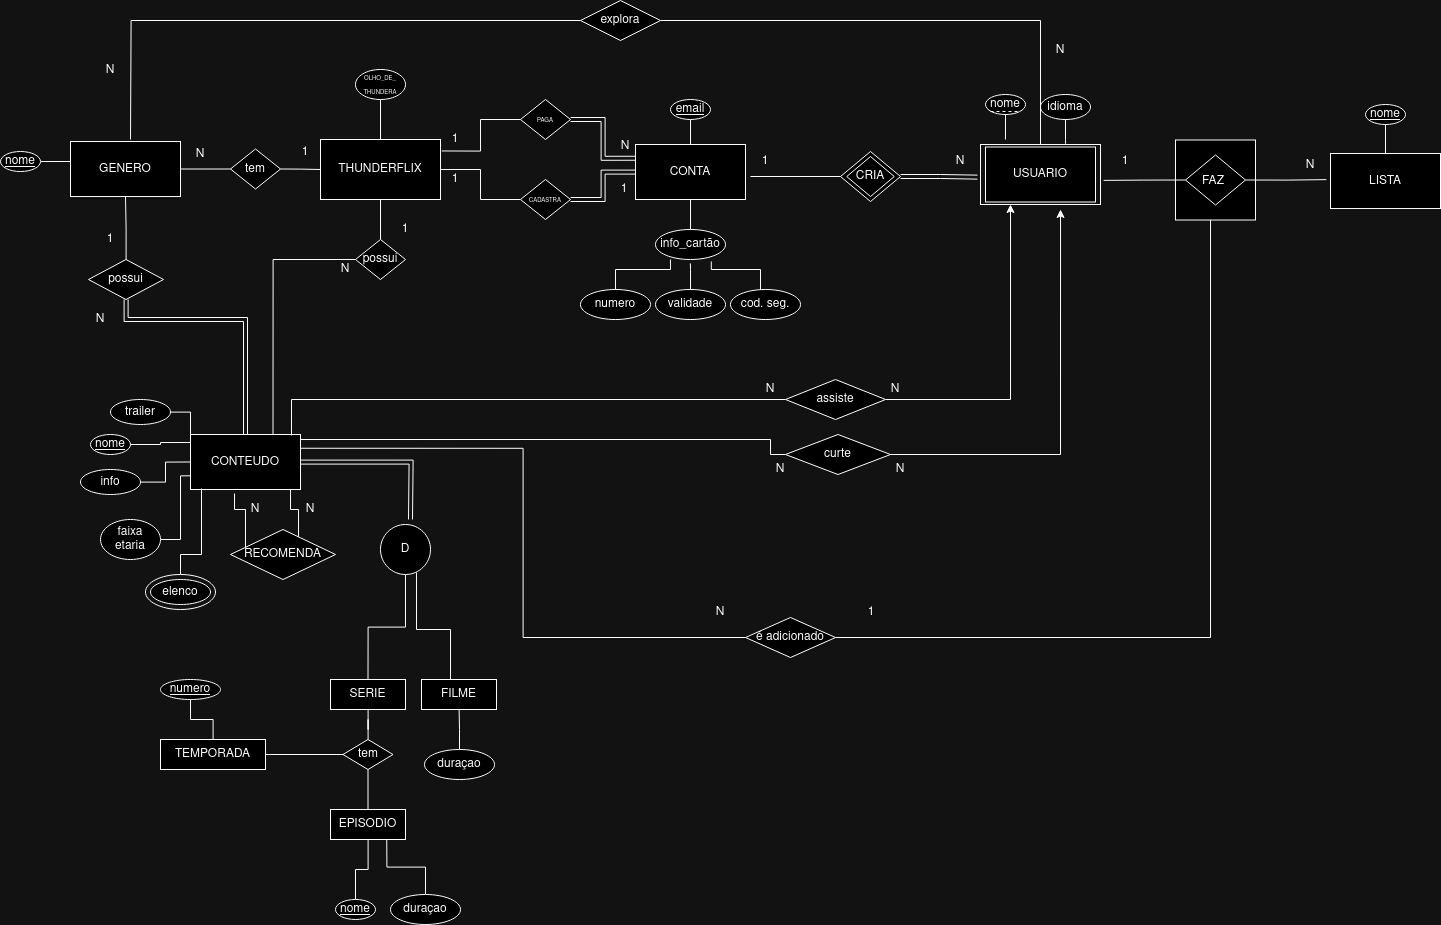 explora
N
N
OLHO_DE_
THUNDERA
PAGA
email
nome
idioma
nome
1
N
nome
GENERO
N
tem
1
THUNDERFLIX
CONTA
1
CRIA
N
USUARIO
1
FAZ
N
LISTA
1
CADASTRA
1
1
possui
N
1
possui
N
info_cartão
numero
validade
cod. seg.
N
assiste
N
trailer
nome
info
faixa
etaria
elenco
CONTEUDO
N
curte
N
N
N
RECOMENDA
D
N
é adicionado
1
numero
SERIE
FILME
TEMPORADA
tem
duraçao
EPISODIO
nome
duraçao